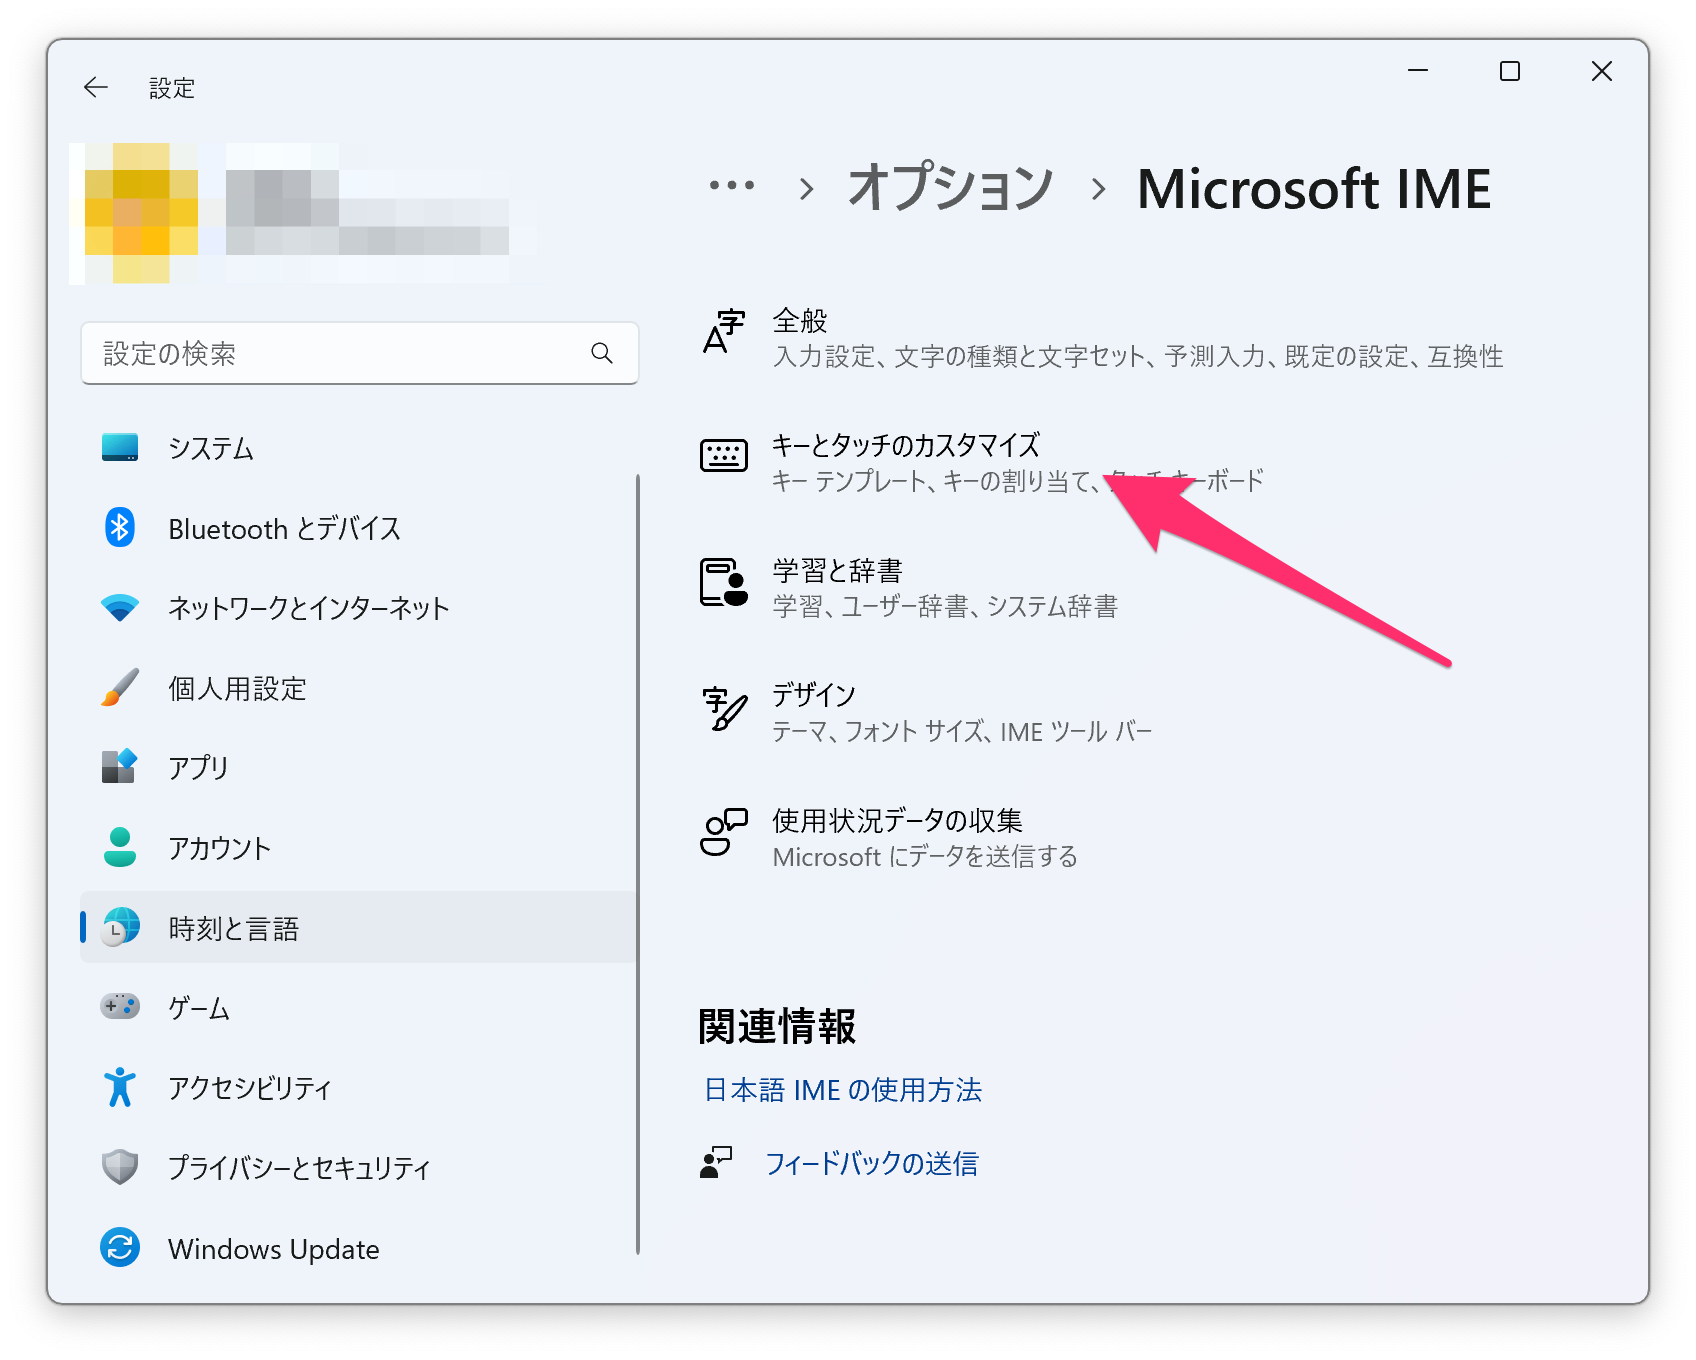 設定
設定の検索
システム
Bluetooth とデバイス
ネットワークとインターネット
個人用設定
アプリ
アカウント
時刻と言語
ゲーム
アクセシビリティ
プライバシーとセキュリティ
Windows Update
… › オプション › Microsoft IME
全般
入力設定、文字の種類と文字セット、予測入力、既定の設定、互換性
キーとタッチのカスタマイズ
キー テンプレート、キーの割り当て、タッチ キーボード
学習と辞書
学習、ユーザー辞書、システム辞書
デザイン
テーマ、フォント サイズ、IME ツール バー
使用状況データの収集
Microsoft にデータを送信する
関連情報
日本語 IME の使用方法
フィードバックの送信